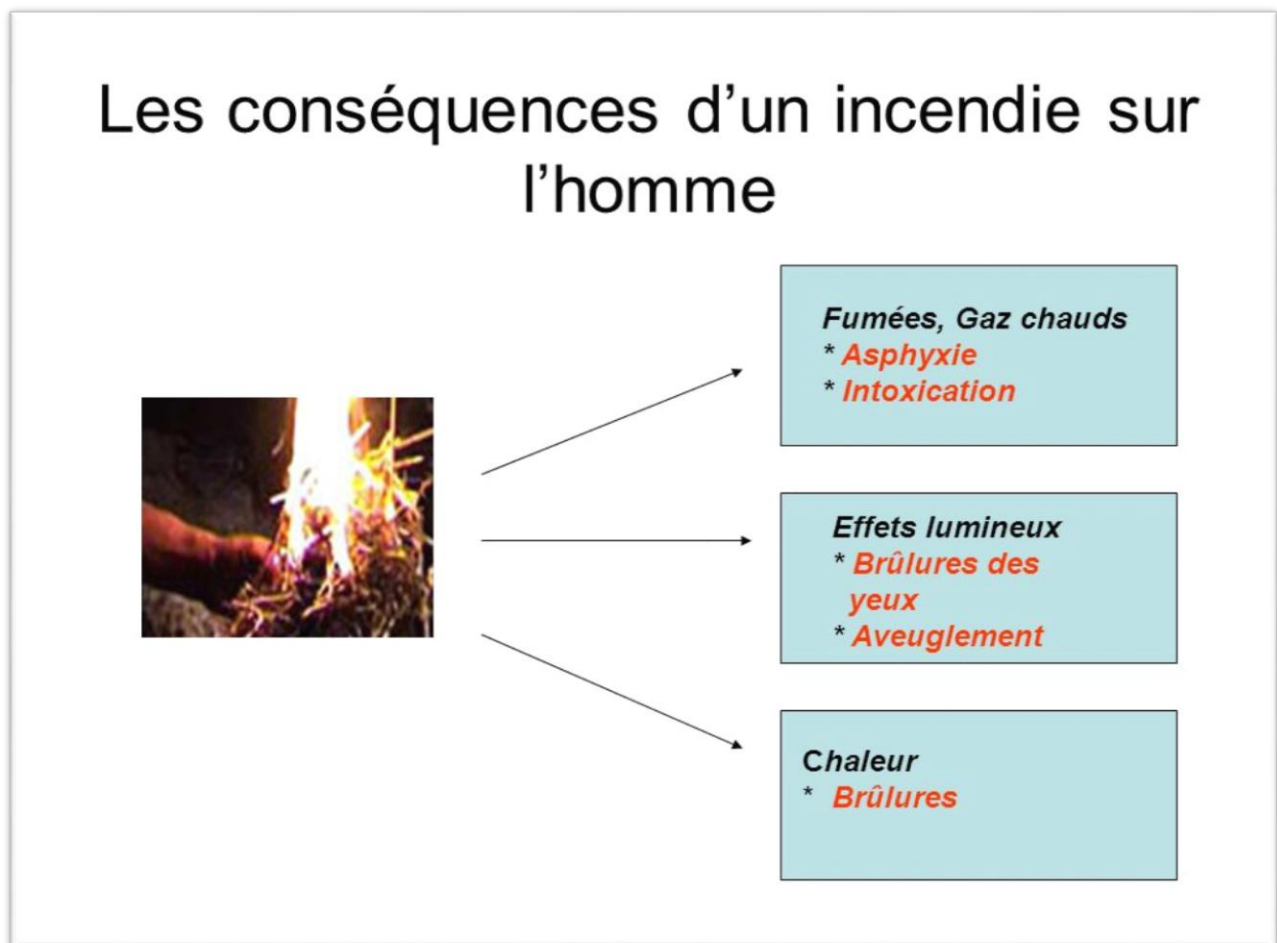 Les conséquences d’un incendie sur
l’homme
Fumées, Gaz chauds
* Asphyxie
* Intoxication
Effets lumineux
* Brûlures des
yeux
* Aveuglement
Chaleur
* Brûlures